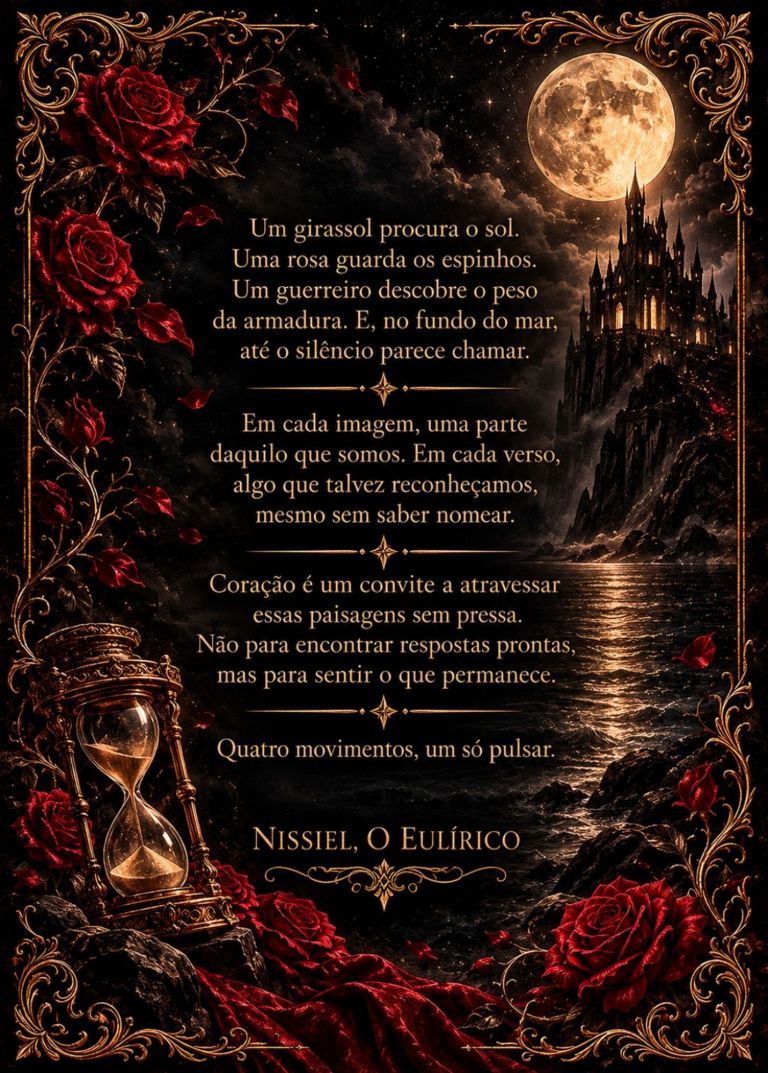 Um girassol procura o sol.
Uma rosa guarda os espinhos.
Um guerreiro descobre o peso
da armadura. E, no fundo do mar,
até o silêncio parece chamar.
Em cada imagem, uma parte
daquilo que somos. Em cada verso,
algo que talvez reconheçamos,
mesmo sem saber nomear.
Coração é um convite a atravessar
essas paisagens sem pressa.
Não para encontrar respostas prontas,
mas para sentir o que permanece.
Quatro movimentos, um só pulsar.
Nissiel, O Eulírico